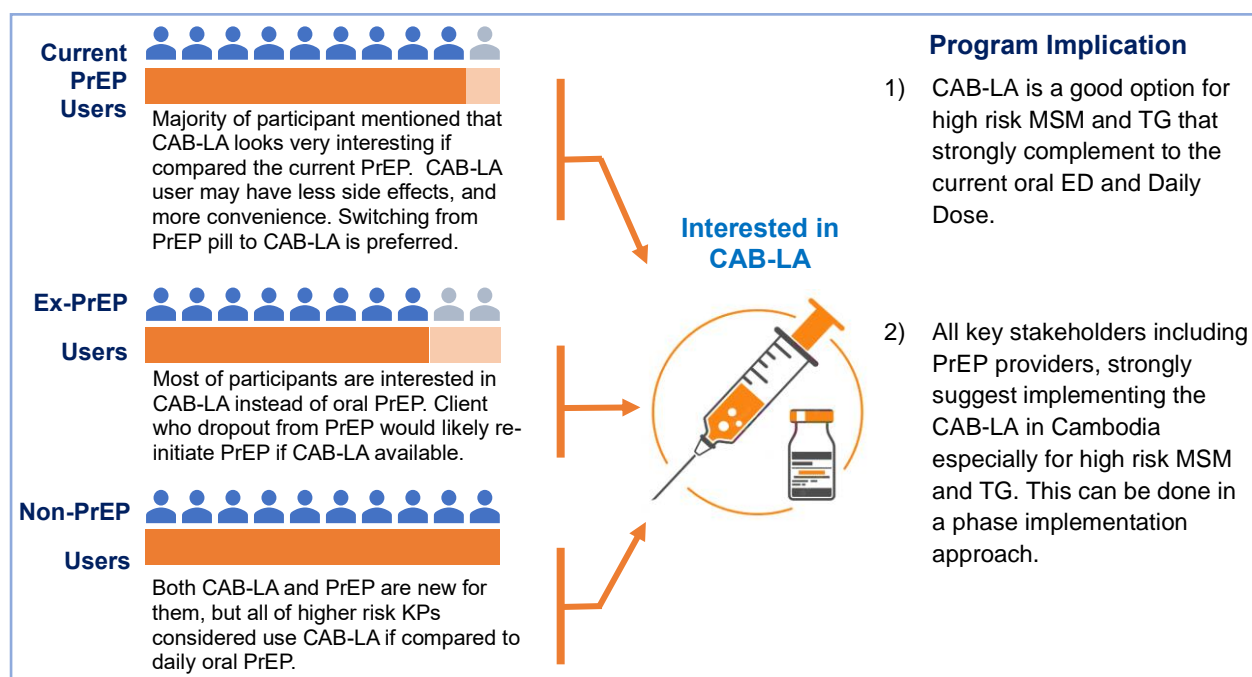 Current
PrEP
Users
Majority of participant mentioned that
CAB-LA looks very interesting if
compared the current PrEP. CAB-LA
user may have less side effects, and
more convenience. Switching from
PrEP pill to CAB-LA is preferred.
Ex-PrEP
Users
Most of participants are interested in
CAB-LA instead of oral PrEP. Client
who dropout from PrEP would likely re-
initiate PrEP if CAB-LA available.
Non-PrEP
Users
Both CAB-LA and PrEP are new for
them, but all of higher risk KPs
considered use CAB-LA if compared to
daily oral PrEP.
Interested in
CAB-LA
Program Implication
1) CAB-LA is a good option for
high risk MSM and TG that
strongly complement to the
current oral ED and Daily
Dose.
2) All key stakeholders including
PrEP providers, strongly
suggest implementing the
CAB-LA in Cambodia
especially for high risk MSM
and TG. This can be done in
a phase implementation
approach.